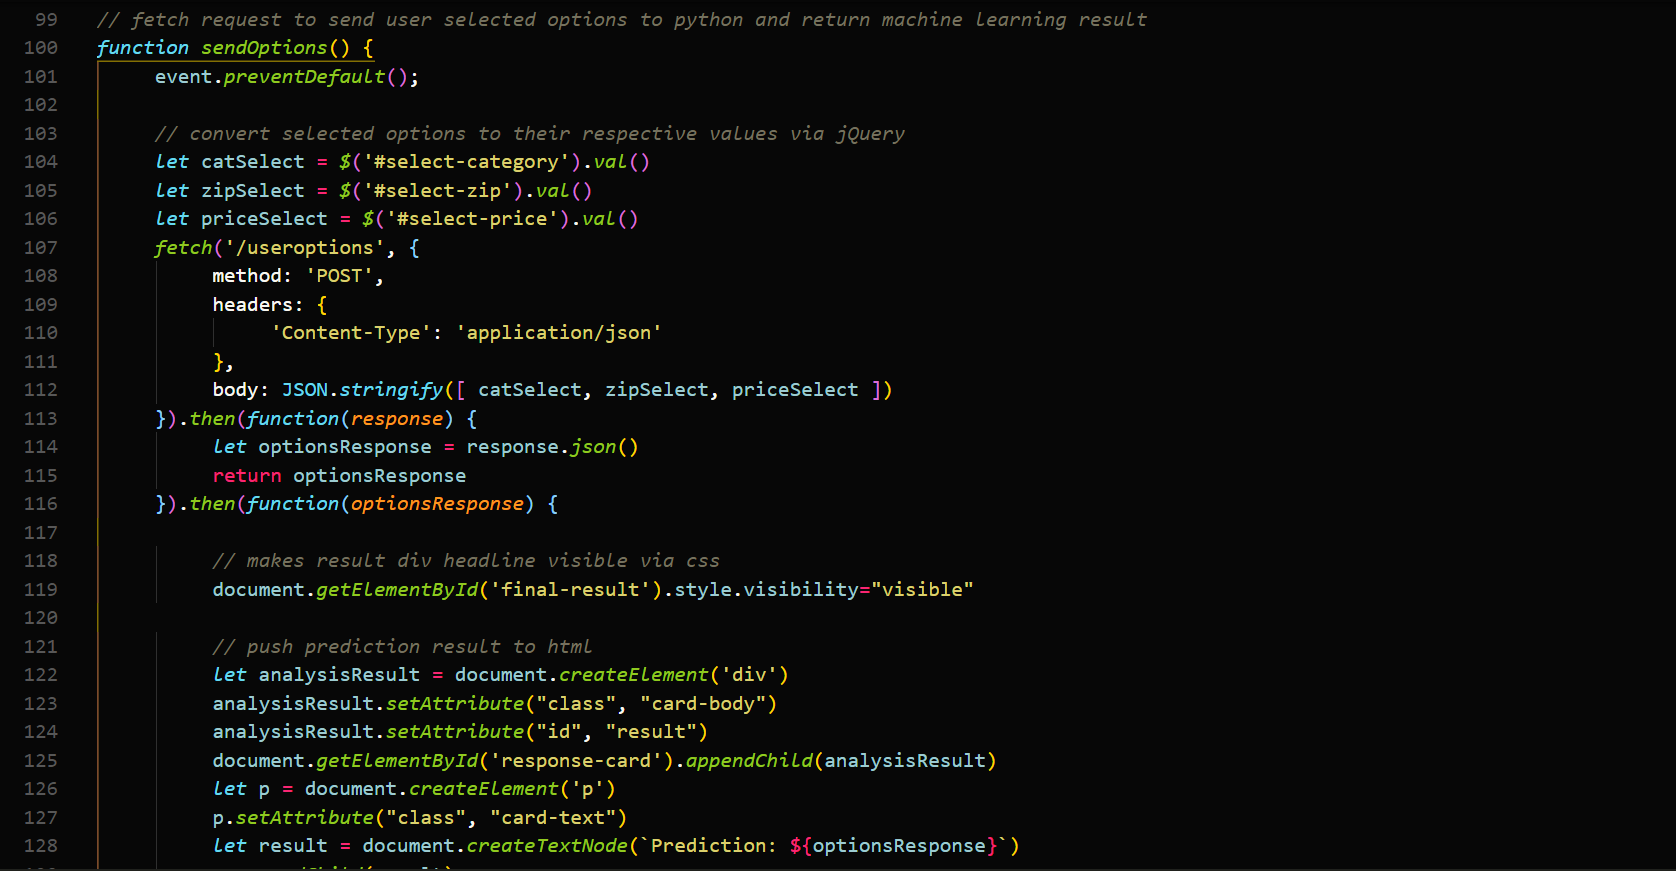 99 // fetch request to send user selected options to python and return machine learning result
100 function sendOptions() {
101 event.preventDefault();
102
103 // convert selected options to their respective values via jQuery
104 let catSelect = $('#select-category').val()
105 let zipSelect = $('#select-zip').val()
106 let priceSelect = $('#select-price').val()
107 fetch('/useroptions', {
108 method: 'POST',
109 headers: {
110 'Content-Type': 'application/json'
111 },
112 body: JSON.stringify([ catSelect, zipSelect, priceSelect ])
113 }).then(function(response) {
114 let optionsResponse = response.json()
115 return optionsResponse
116 }).then(function(optionsResponse) {
117
118 // makes result div headline visible via css
119 document.getElementById('final-result').style.visibility="visible"
120
121 // push prediction result to html
122 let analysisResult = document.createElement('div')
123 analysisResult.setAttribute("class", "card-body")
124 analysisResult.setAttribute("id", "result")
125 document.getElementById('response-card').appendChild(analysisResult)
126 let p = document.createElement('p')
127 p.setAttribute("class", "card-text")
128 let result = document.createTextNode(`Prediction: ${optionsResponse}`)